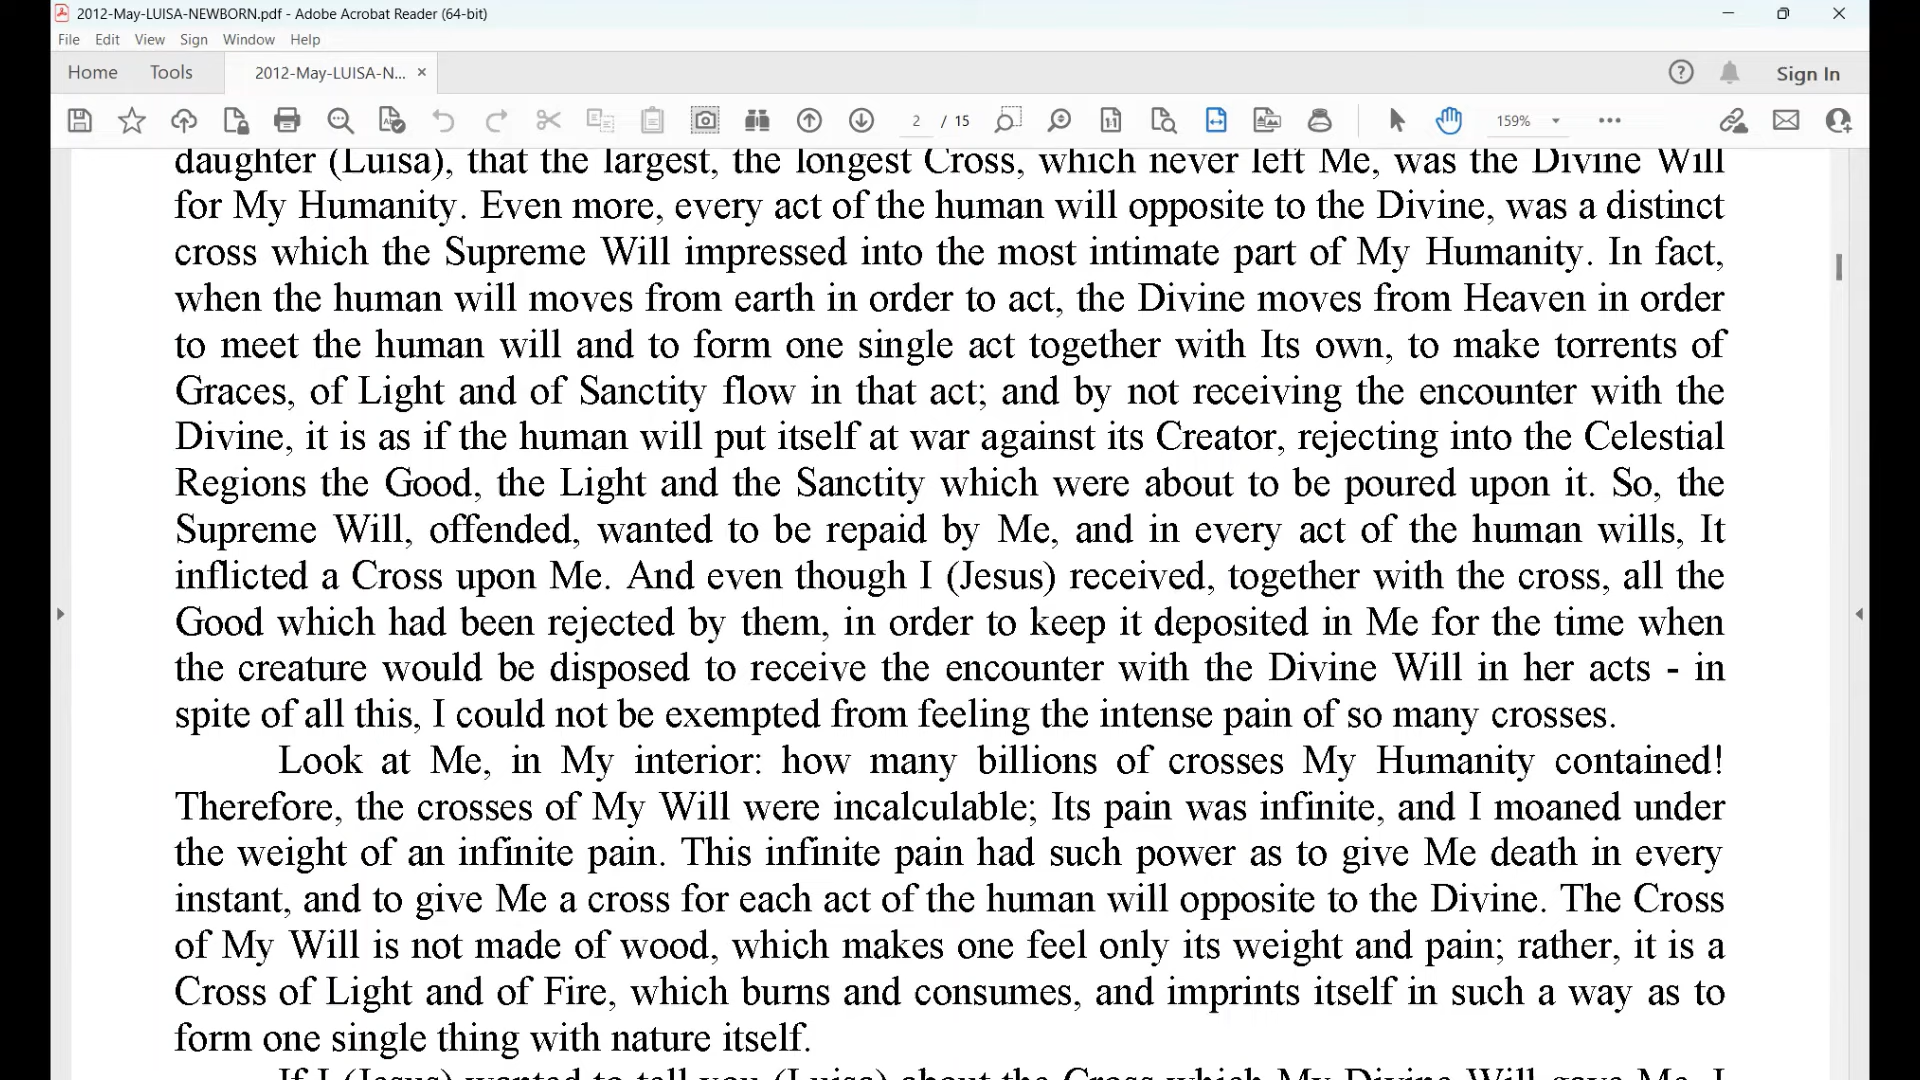 2012-May-LUISA-NEWBORN.pdf - Adobe Acrobat Reader (64-bit)
File Edit View Sign Window Help
Home Tools 2012-May-LUISA-N... × Sign In
2 / 15 159%
daughter (Luisa), that the largest, the longest Cross, which never left Me, was the Divine Will
for My Humanity. Even more, every act of the human will opposite to the Divine, was a distinct
cross which the Supreme Will impressed into the most intimate part of My Humanity. In fact,
when the human will moves from earth in order to act, the Divine moves from Heaven in order
to meet the human will and to form one single act together with Its own, to make torrents of
Graces, of Light and of Sanctity flow in that act; and by not receiving the encounter with the
Divine, it is as if the human will put itself at war against its Creator, rejecting into the Celestial
Regions the Good, the Light and the Sanctity which were about to be poured upon it. So, the
Supreme Will, offended, wanted to be repaid by Me, and in every act of the human wills, It
inflicted a Cross upon Me. And even though I (Jesus) received, together with the cross, all the
Good which had been rejected by them, in order to keep it deposited in Me for the time when
the creature would be disposed to receive the encounter with the Divine Will in her acts - in
spite of all this, I could not be exempted from feeling the intense pain of so many crosses.
Look at Me, in My interior: how many billions of crosses My Humanity contained!
Therefore, the crosses of My Will were incalculable; Its pain was infinite, and I moaned under
the weight of an infinite pain. This infinite pain had such power as to give Me death in every
instant, and to give Me a cross for each act of the human will opposite to the Divine. The Cross
of My Will is not made of wood, which makes one feel only its weight and pain; rather, it is a
Cross of Light and of Fire, which burns and consumes, and imprints itself in such a way as to
form one single thing with nature itself.
If I (Jesus) wanted to tell you (Luisa) about the Cross which My Divine Will gave Me, I